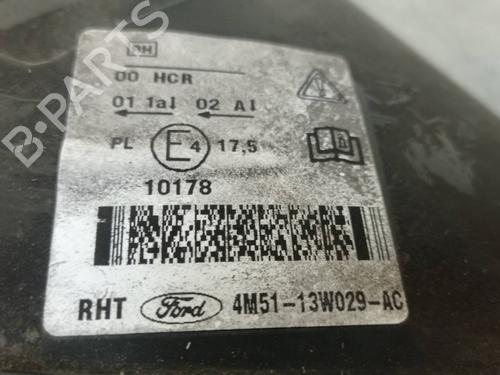 B-PARTS
00 HCR
01 1a 02 A
PL E4 17,5
10178
RHT Ford 4M51-13W029-AC